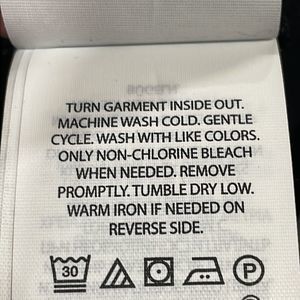 TURN GARMENT INSIDE OUT.
MACHINE WASH COLD. GENTLE
CYCLE. WASH WITH LIKE COLORS.
ONLY NON-CHLORINE BLEACH
WHEN NEEDED. REMOVE
PROMPTLY. TUMBLE DRY LOW.
WARM IRON IF NEEDED ON
REVERSE SIDE.
30 P